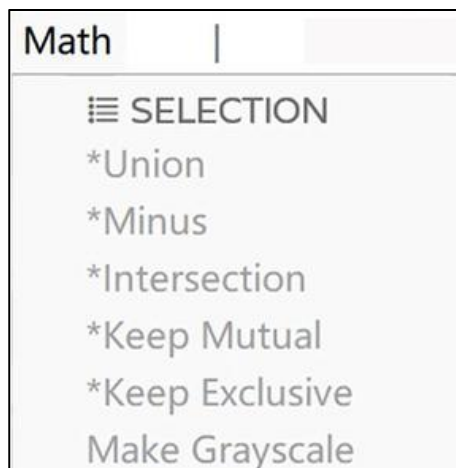 Math |
SELECTION
*Union
*Minus
*Intersection
*Keep Mutual
*Keep Exclusive
Make Grayscale